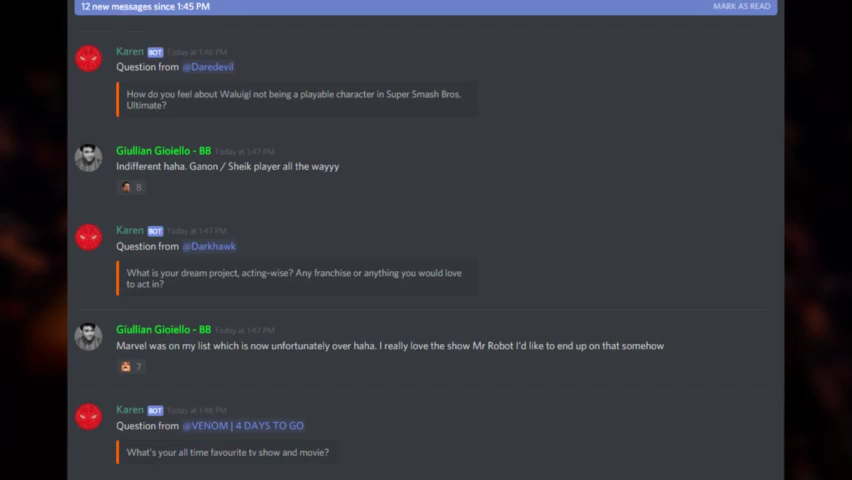 12 new messages since 1:45 PM MARK AS READ
Karen BOT Today at 1:46 PM
Question from @Daredevil
How do you feel about Waluigi not being a playable character in Super Smash Bros.
Ultimate?
Giullian Gioiello - BB Today at 1:47 PM
Indifferent haha. Ganon / Sheik player all the wayyy
8
Karen BOT Today at 1:47 PM
Question from @Darkhawk
What is your dream project, acting-wise? Any franchise or anything you would love
to act in?
Giullian Gioiello - BB Today at 1:47 PM
Marvel was on my list which is now unfortunately over haha. I really love the show Mr Robot I'd like to end up on that somehow
7
Karen BOT Today at 1:48 PM
Question from @VENOM | 4 DAYS TO GO
What's your all time favourite tv show and movie?